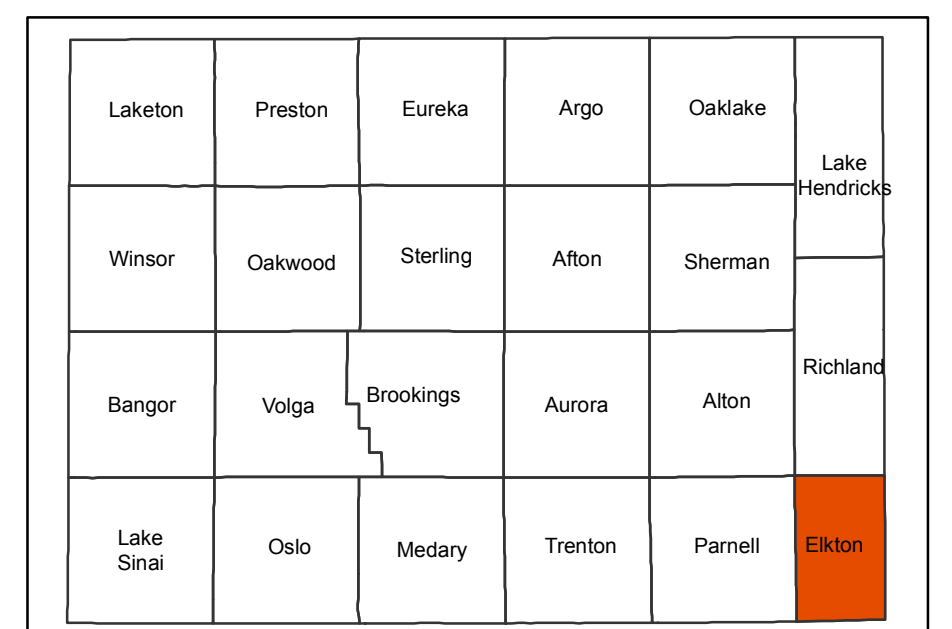 Laketon
Preston
Eureka
Argo
Oaklake
Lake
Hendricks
Winsor
Oakwood
Sterling
Afton
Sherman
Richland
Bangor
Volga
Brookings
Aurora
Alton
Lake
Sinai
Oslo
Medary
Trenton
Parnell
Elkton